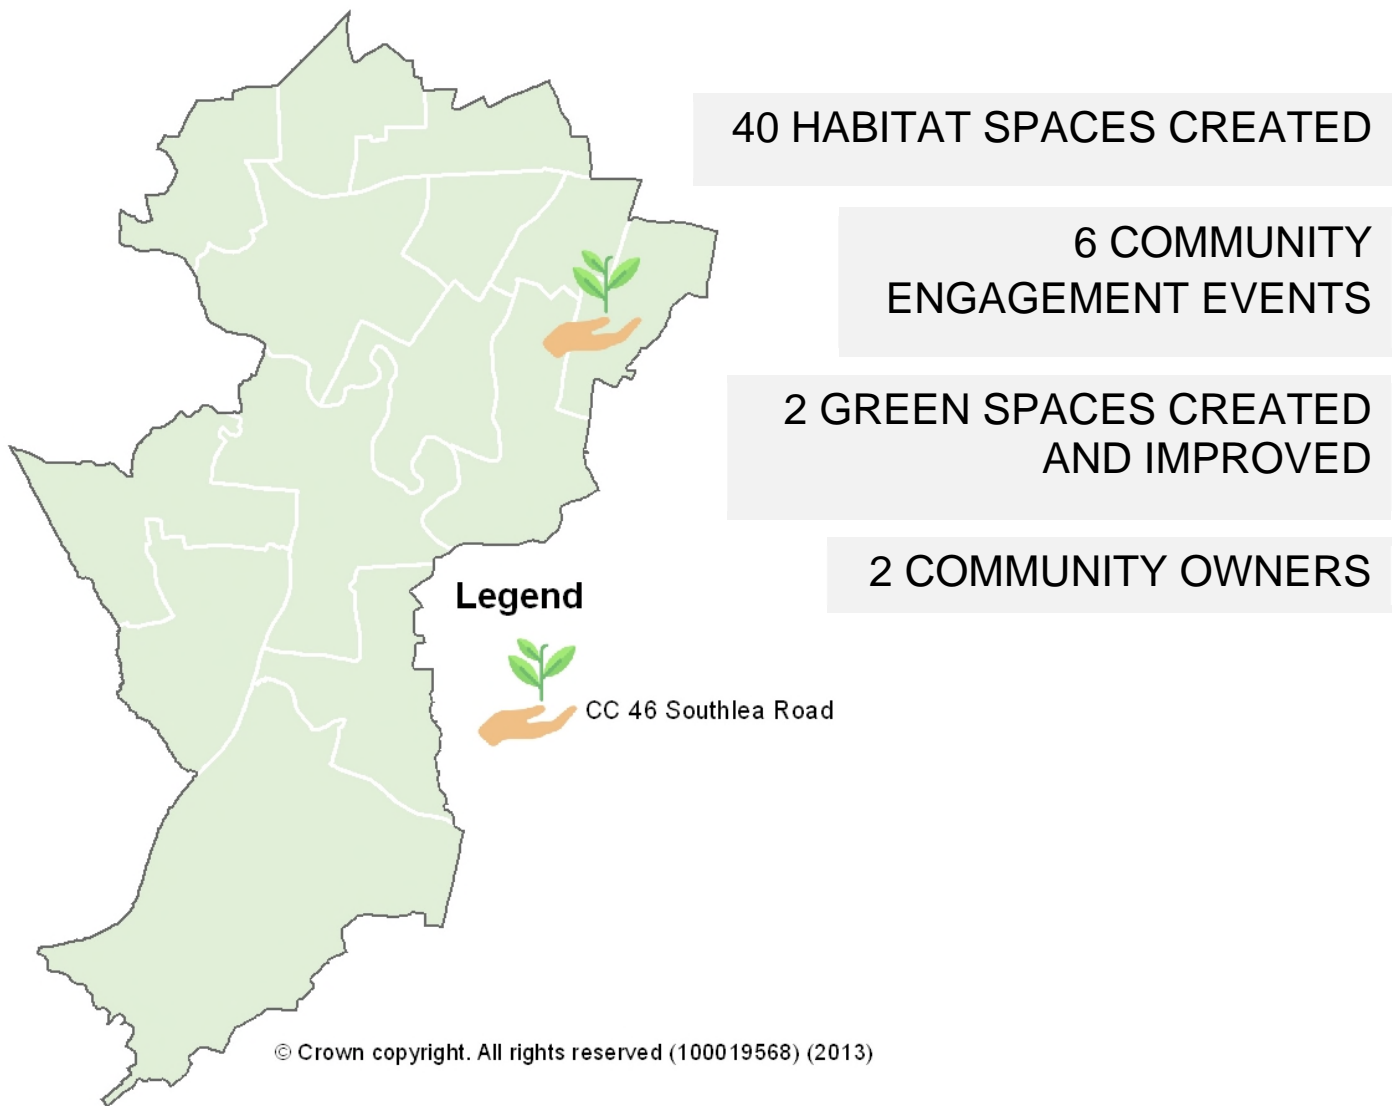 40 HABITAT SPACES CREATED
6 COMMUNITY
ENGAGEMENT EVENTS
2 GREEN SPACES CREATED
AND IMPROVED
2 COMMUNITY OWNERS
Legend
CC 46 Southlea Road
© Crown copyright. All rights reserved (100019568) (2013)